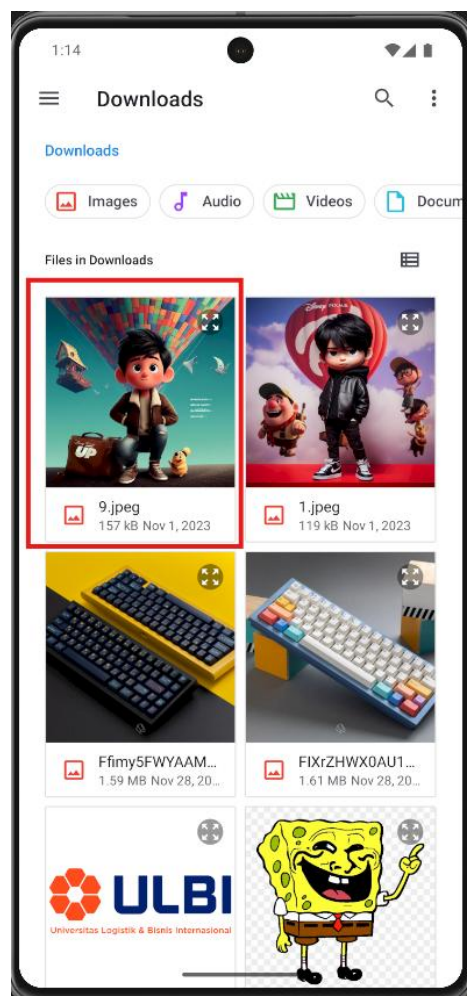 1:14
Downloads
Downloads
Images
Audio
Videos
Docum
Files in Downloads
UP
Disney
9.jpeg
157 kB Nov 1, 2023
1.jpeg
119 kB Nov 1, 2023
Ffimy5FWYAAM...
1.59 MB Nov 28, 20...
FIXrZHWX0AU1...
1.61 MB Nov 28, 20...
ULBI
Universitas Logistik & Bisnis Internasional